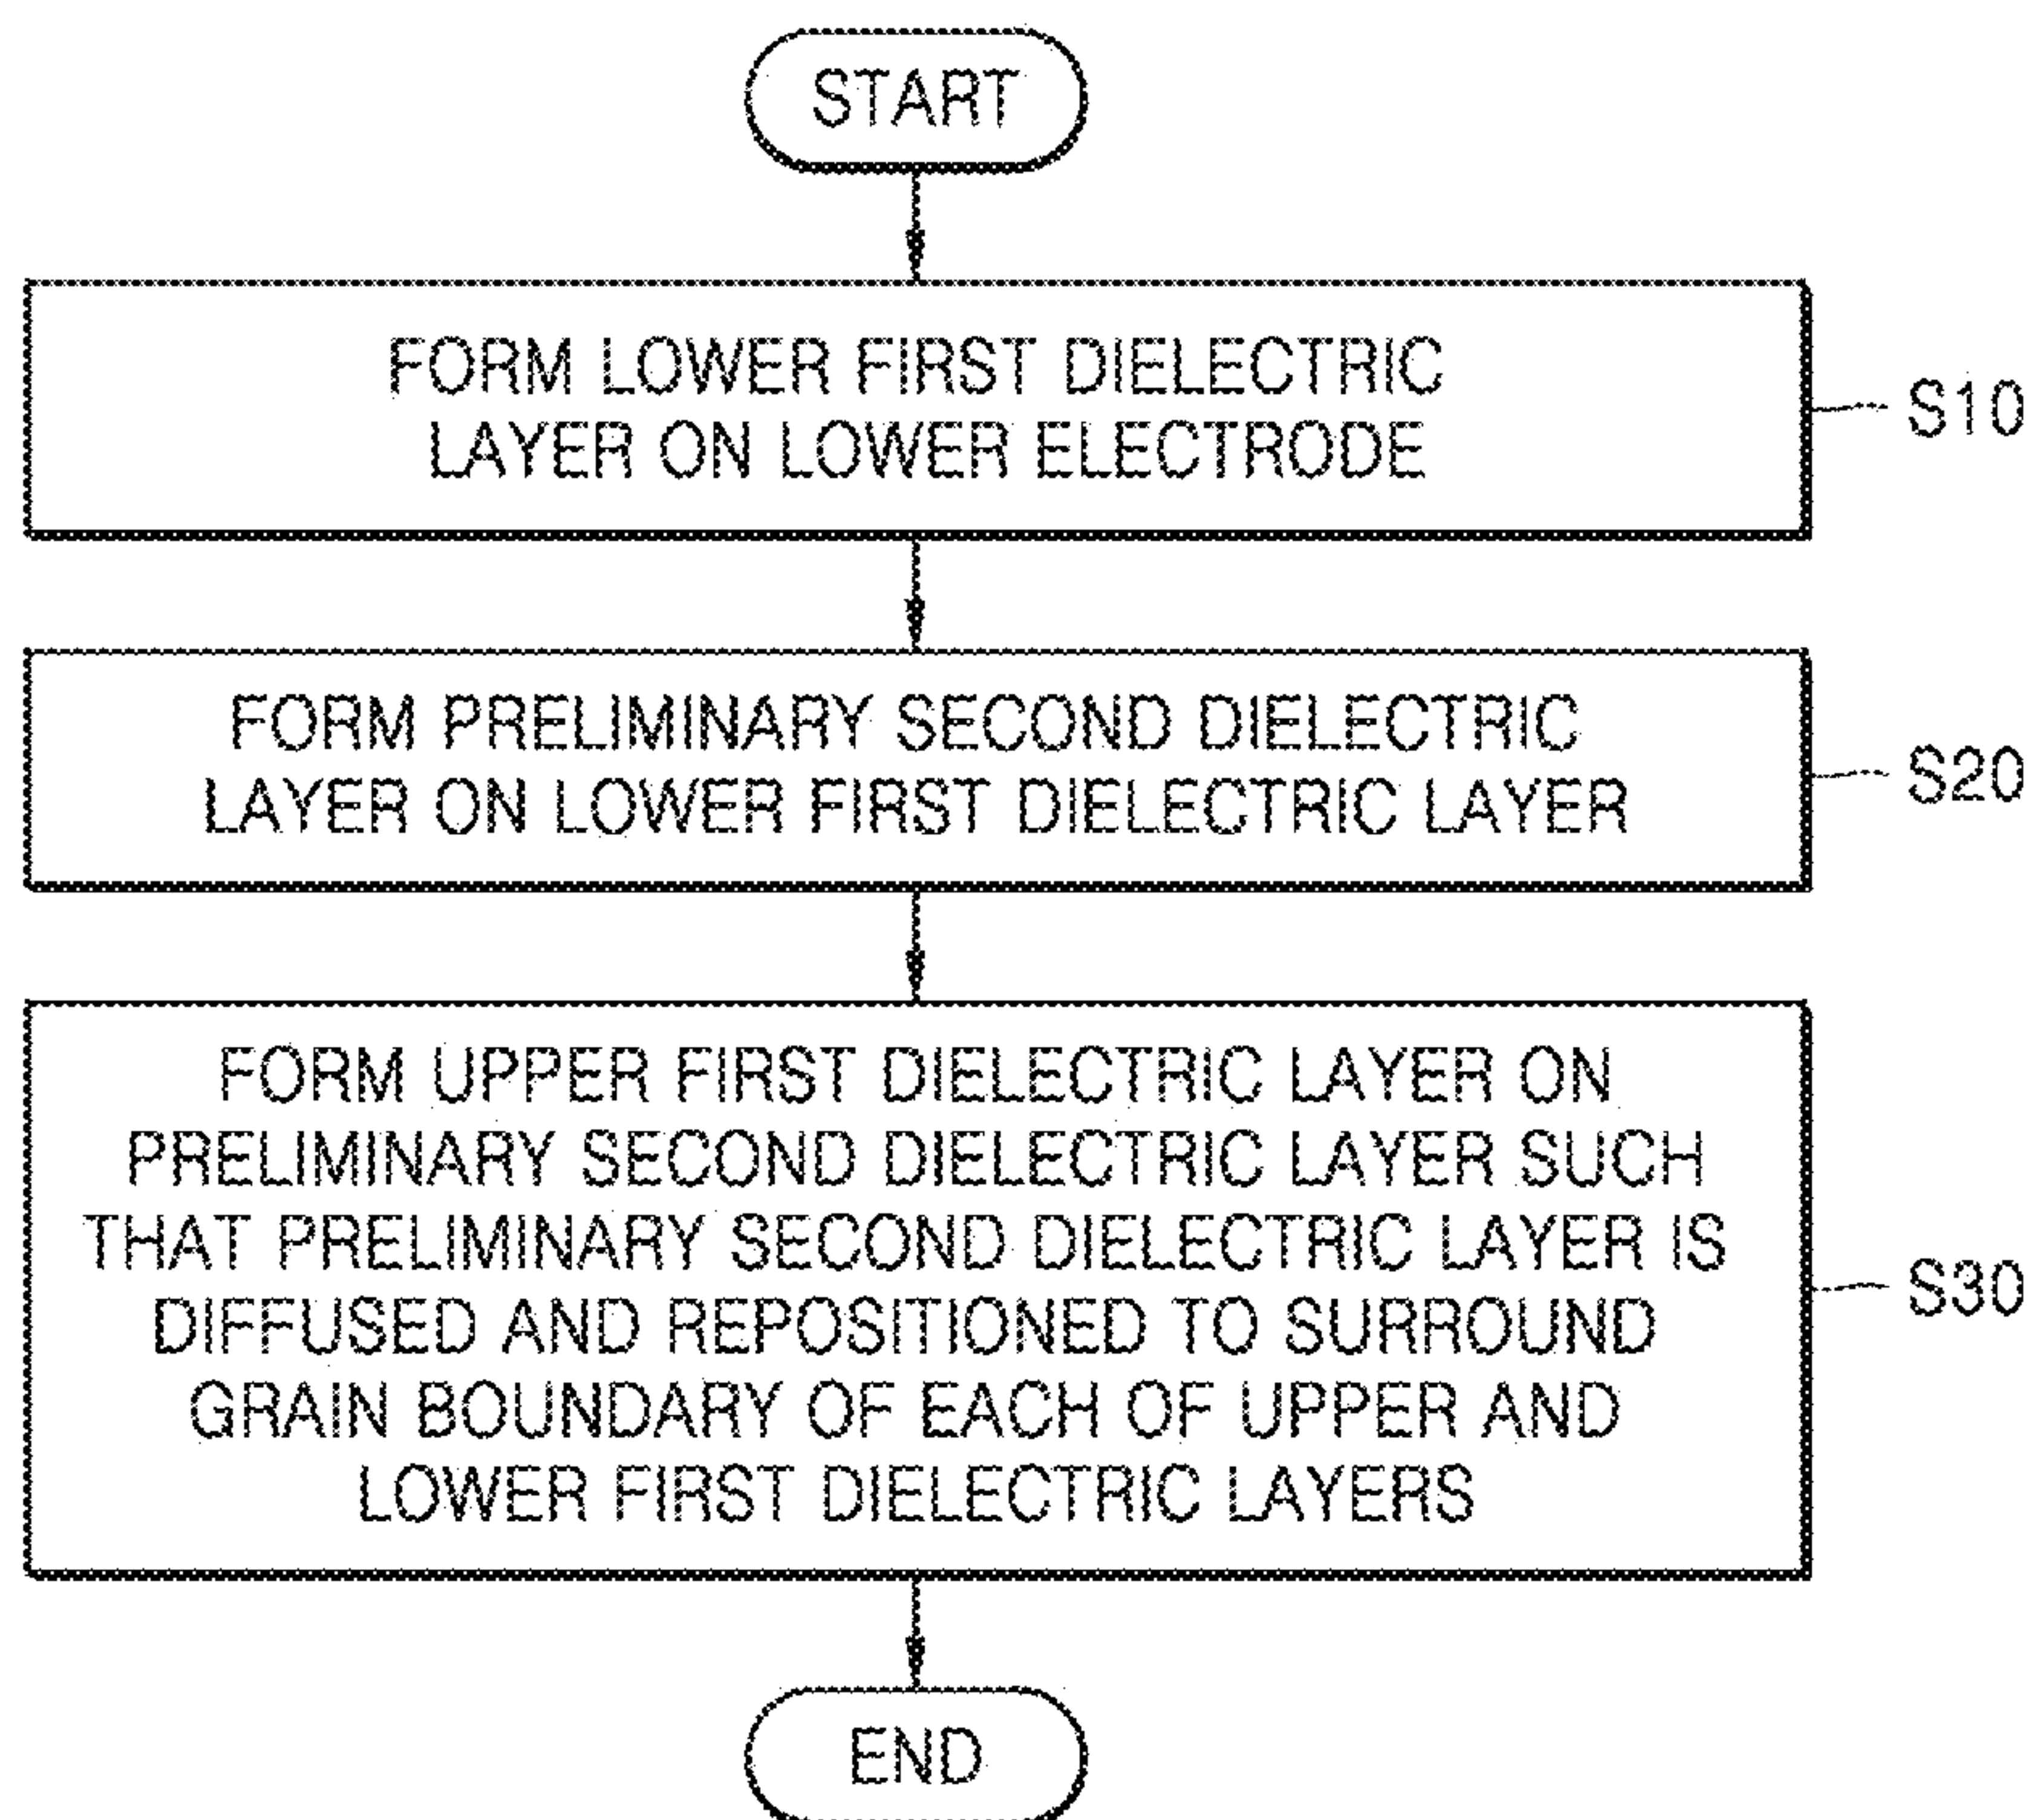 START
FORM LOWER FIRST DIELECTRIC
LAYER ON LOWER ELECTRODE
S10
FORM PRELIMINARY SECOND DIELECTRIC
LAYER ON LOWER FIRST DIELECTRIC LAYER
S20
FORM UPPER FIRST DIELECTRIC LAYER ON
PRELIMINARY SECOND DIELECTRIC LAYER SUCH
THAT PRELIMINARY SECOND DIELECTRIC LAYER IS
DIFFUSED AND REPOSITIONED TO SURROUND
GRAIN BOUNDARY OF EACH OF UPPER AND
LOWER FIRST DIELECTRIC LAYERS
S30
END